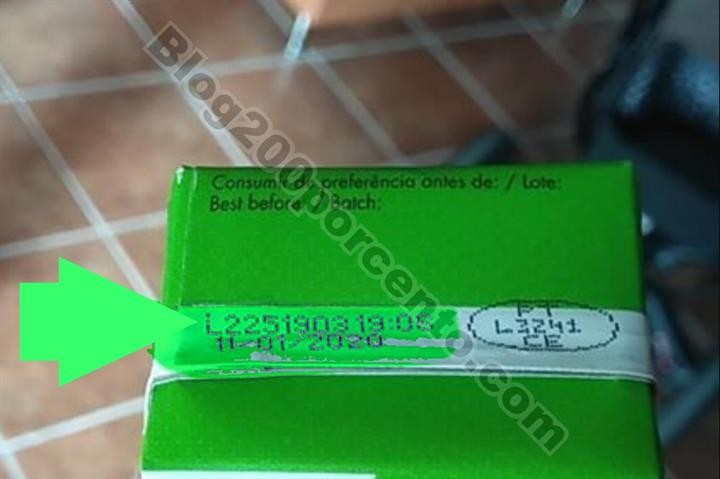 Consumir de preferência antes de: / Lote:
Best before / Batch:
L2251903 19:06
11-01/2020
PT
L3241
CE
Blog200porcento.com